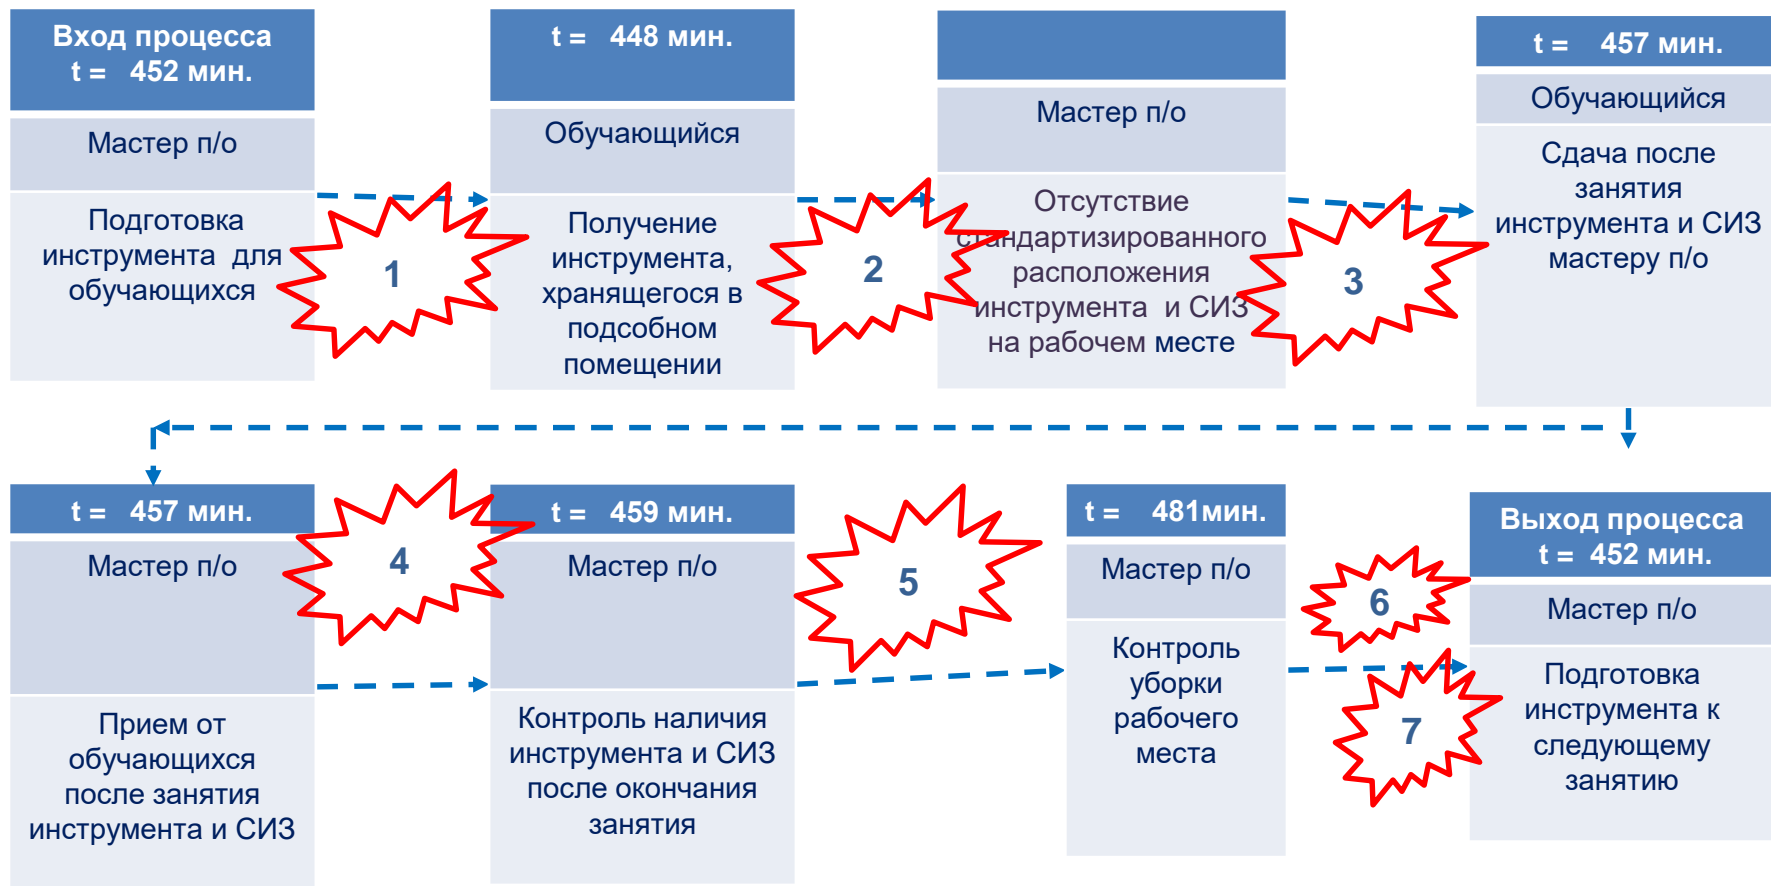 Вход процесса
t = 452 мин.
Мастер п/о
Подготовка
инструмента для
обучающихся
1
t = 448 мин.
Обучающийся
Получение
инструмента,
хранящегося в
подсобном
помещении
2
Мастер п/о
Отсутствие
стандартизированного
расположения
инструмента и СИЗ
на рабочем месте
3
t = 457 мин.
Обучающийся
Сдача после
занятия
инструмента и СИЗ
мастеру п/о
t = 457 мин.
Мастер п/о
Прием от
обучающихся
после занятия
инструмента и СИЗ
4
t = 459 мин.
Мастер п/о
Контроль наличия
инструмента и СИЗ
после окончания
занятия
5
t = 481мин.
Мастер п/о
Контроль
уборки
рабочего
места
6
7
Выход процесса
t = 452 мин.
Мастер п/о
Подготовка
инструмента к
следующему
занятию